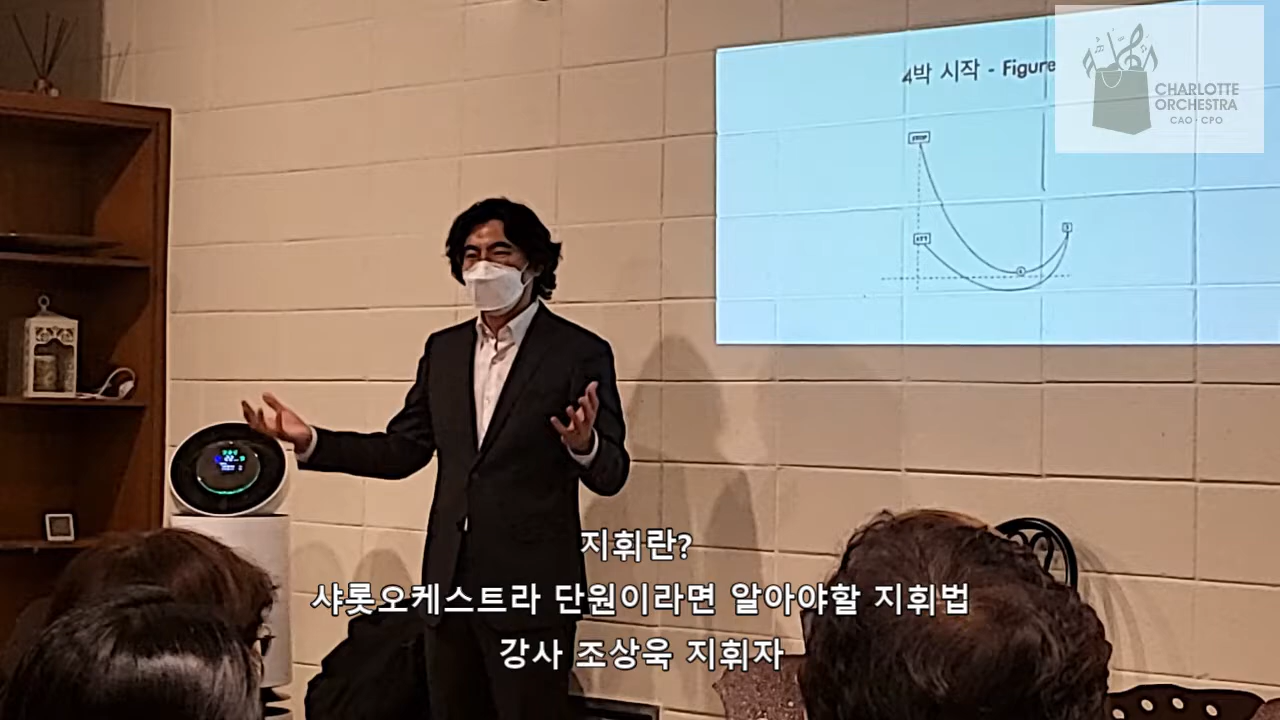 4박 시작 - Figure
CHARLOTTE
ORCHESTRA
CAO · CPO
지휘란?
샤롯오케스트라 단원이라면 알아야할 지휘법
강사 조상욱 지휘자